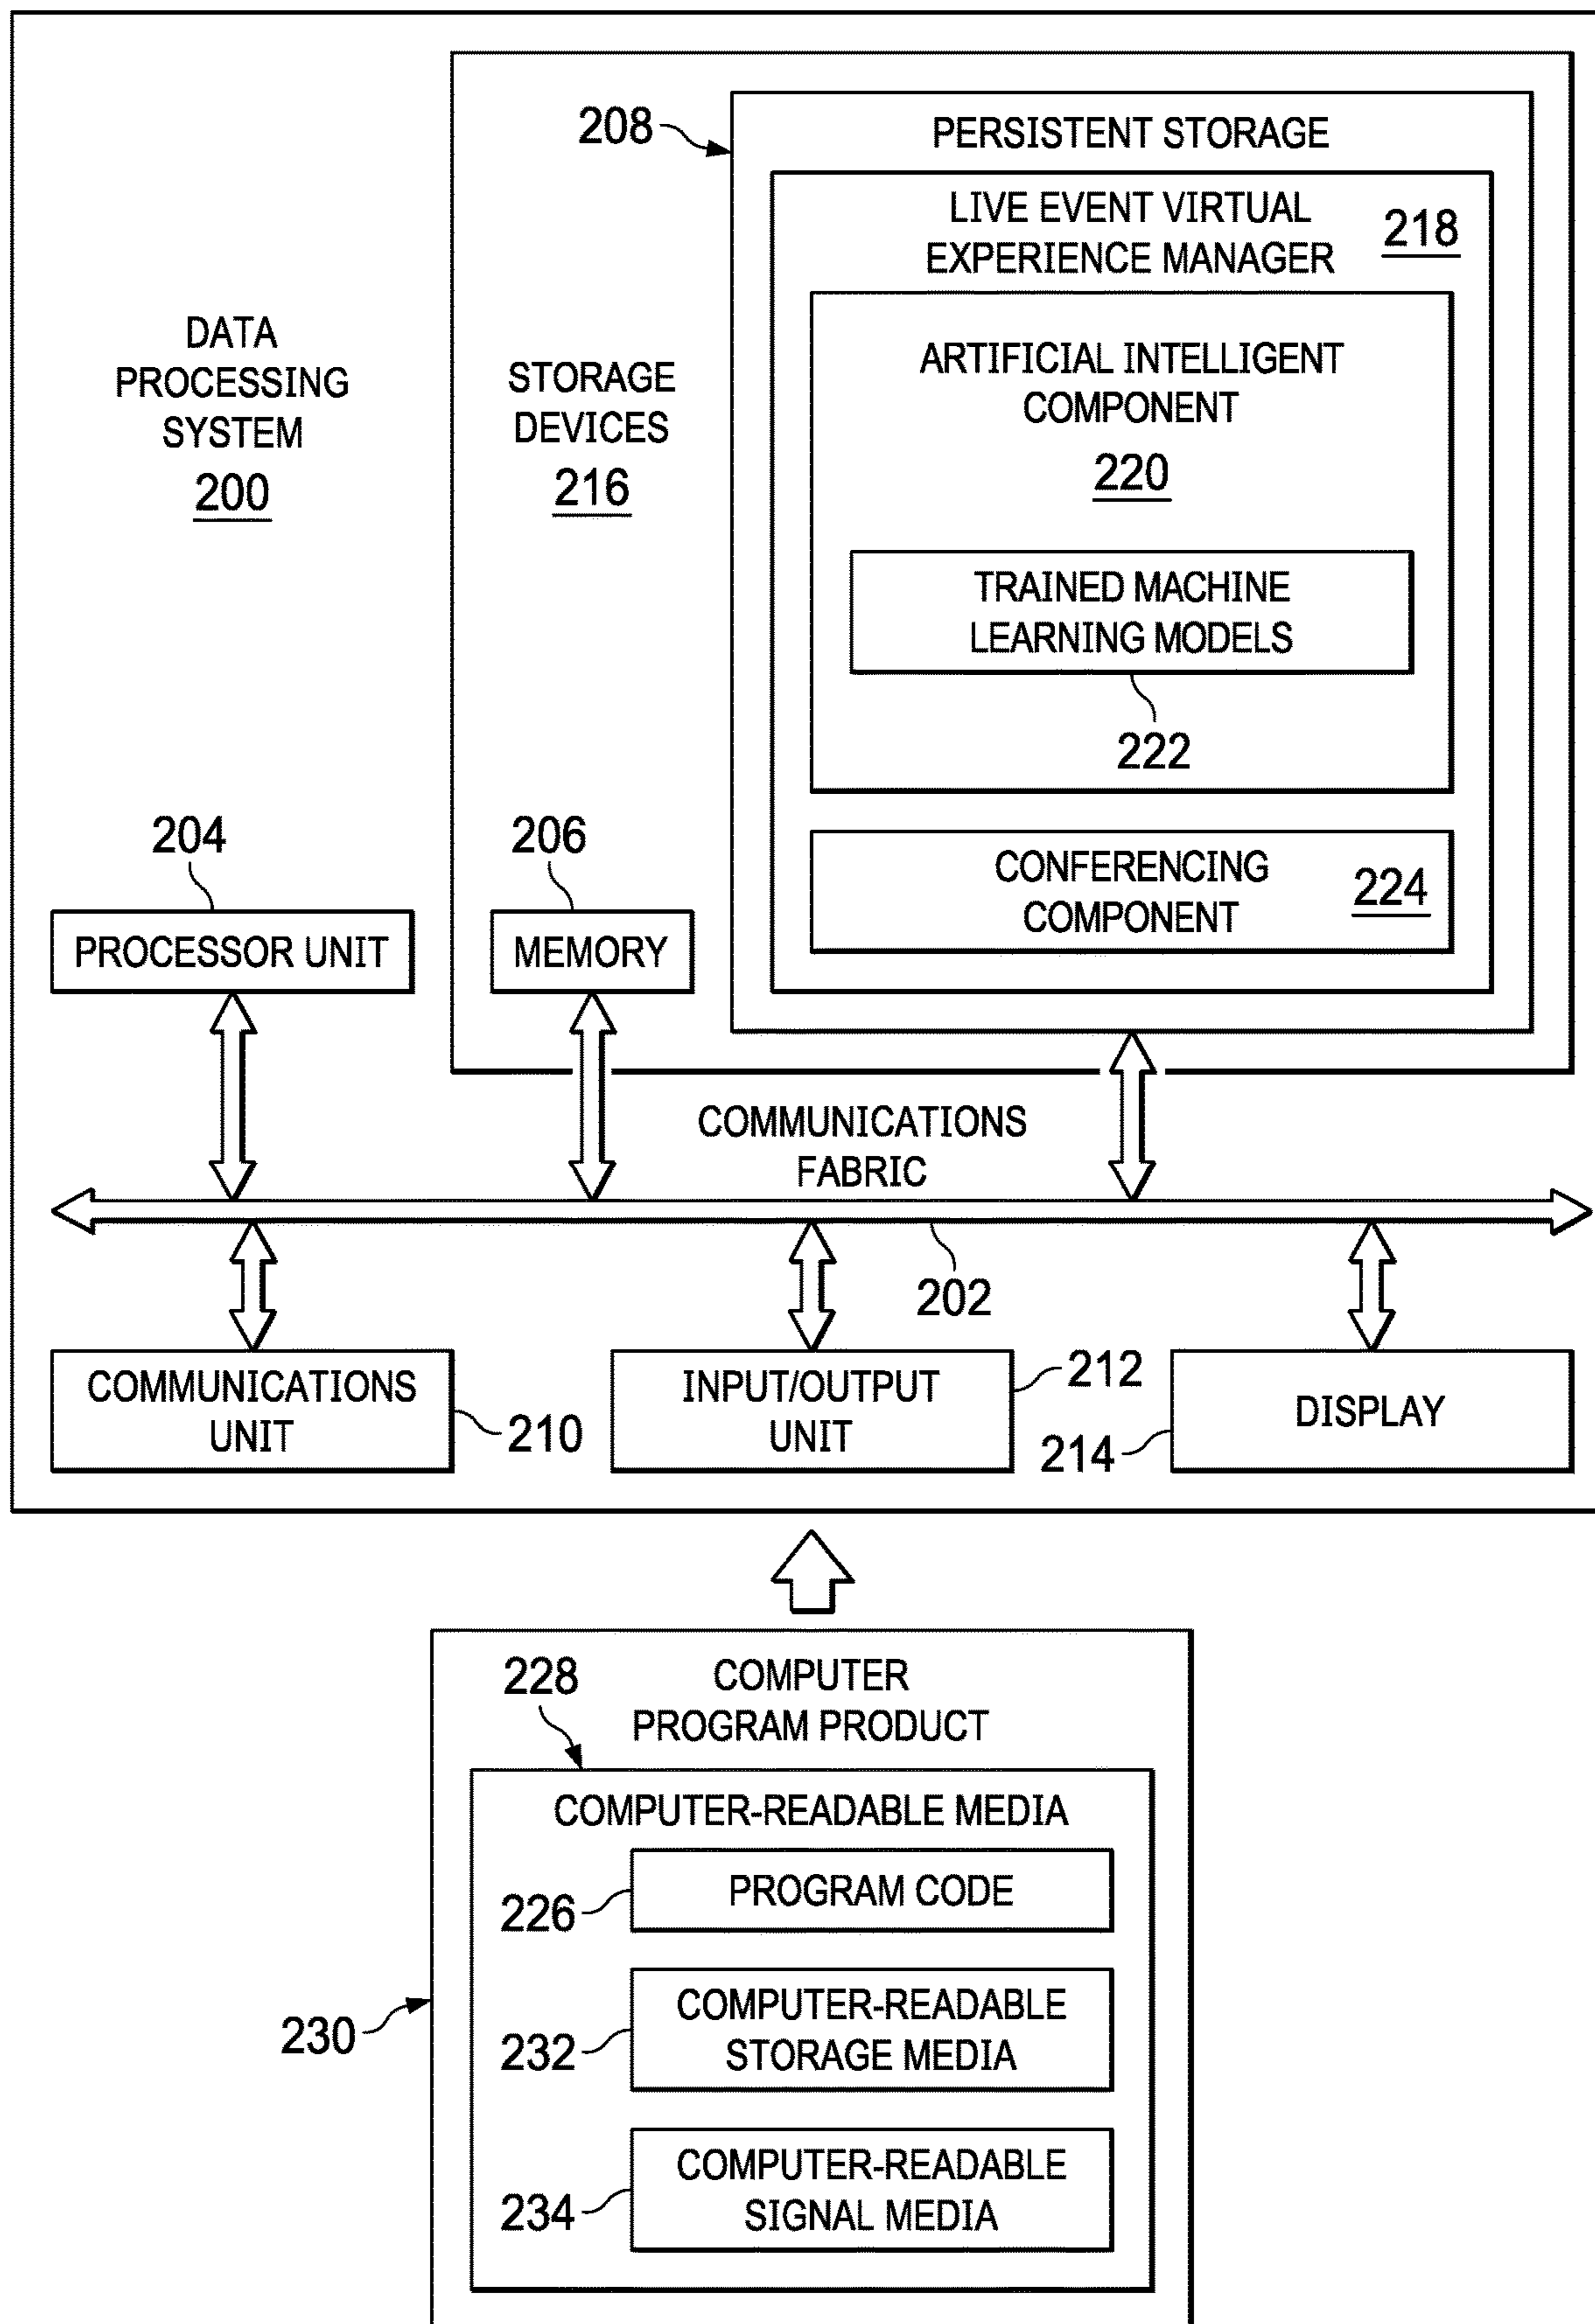 208
PERSISTENT STORAGE
LIVE EVENT VIRTUAL
EXPERIENCE MANAGER
218
DATA
PROCESSING
SYSTEM
200
STORAGE
DEVICES
216
ARTIFICIAL INTELLIGENT
COMPONENT
220
TRAINED MACHINE
LEARNING MODELS
222
204
PROCESSOR UNIT
206
MEMORY
CONFERENCING
COMPONENT
224
COMMUNICATIONS
FABRIC
202
COMMUNICATIONS
UNIT
210
INPUT/OUTPUT
UNIT
212
214
DISPLAY
228
COMPUTER
PROGRAM PRODUCT
COMPUTER-READABLE MEDIA
226
PROGRAM CODE
230
232
COMPUTER-READABLE
STORAGE MEDIA
234
COMPUTER-READABLE
SIGNAL MEDIA